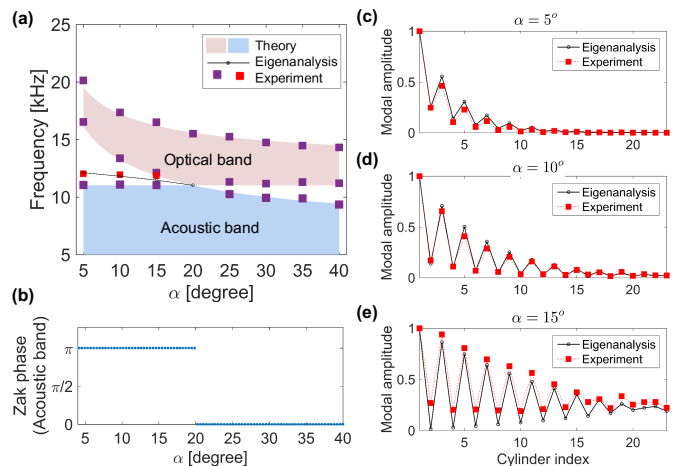 (a)
25
20
15
10
5
Frequency [kHz]
Theory
Eigenanalysis
Experiment
Optical band
Acoustic band
5 10 15 20 25 30 35 40
α [degree]
(b)
Zak phase
(Acoustic band)
π
π/2
0
5 10 15 20 25 30 35 40
α [degree]
(c)
α = 5°
Modal amplitude
1
0.5
0
Eigenanalysis
Experiment
5 10 15 20
(d)
α = 10°
Modal amplitude
1
0.5
0
Eigenanalysis
Experiment
5 10 15 20
(e)
α = 15°
Modal amplitude
1
0.5
0
Eigenanalysis
Experiment
5 10 15 20
Cylinder index